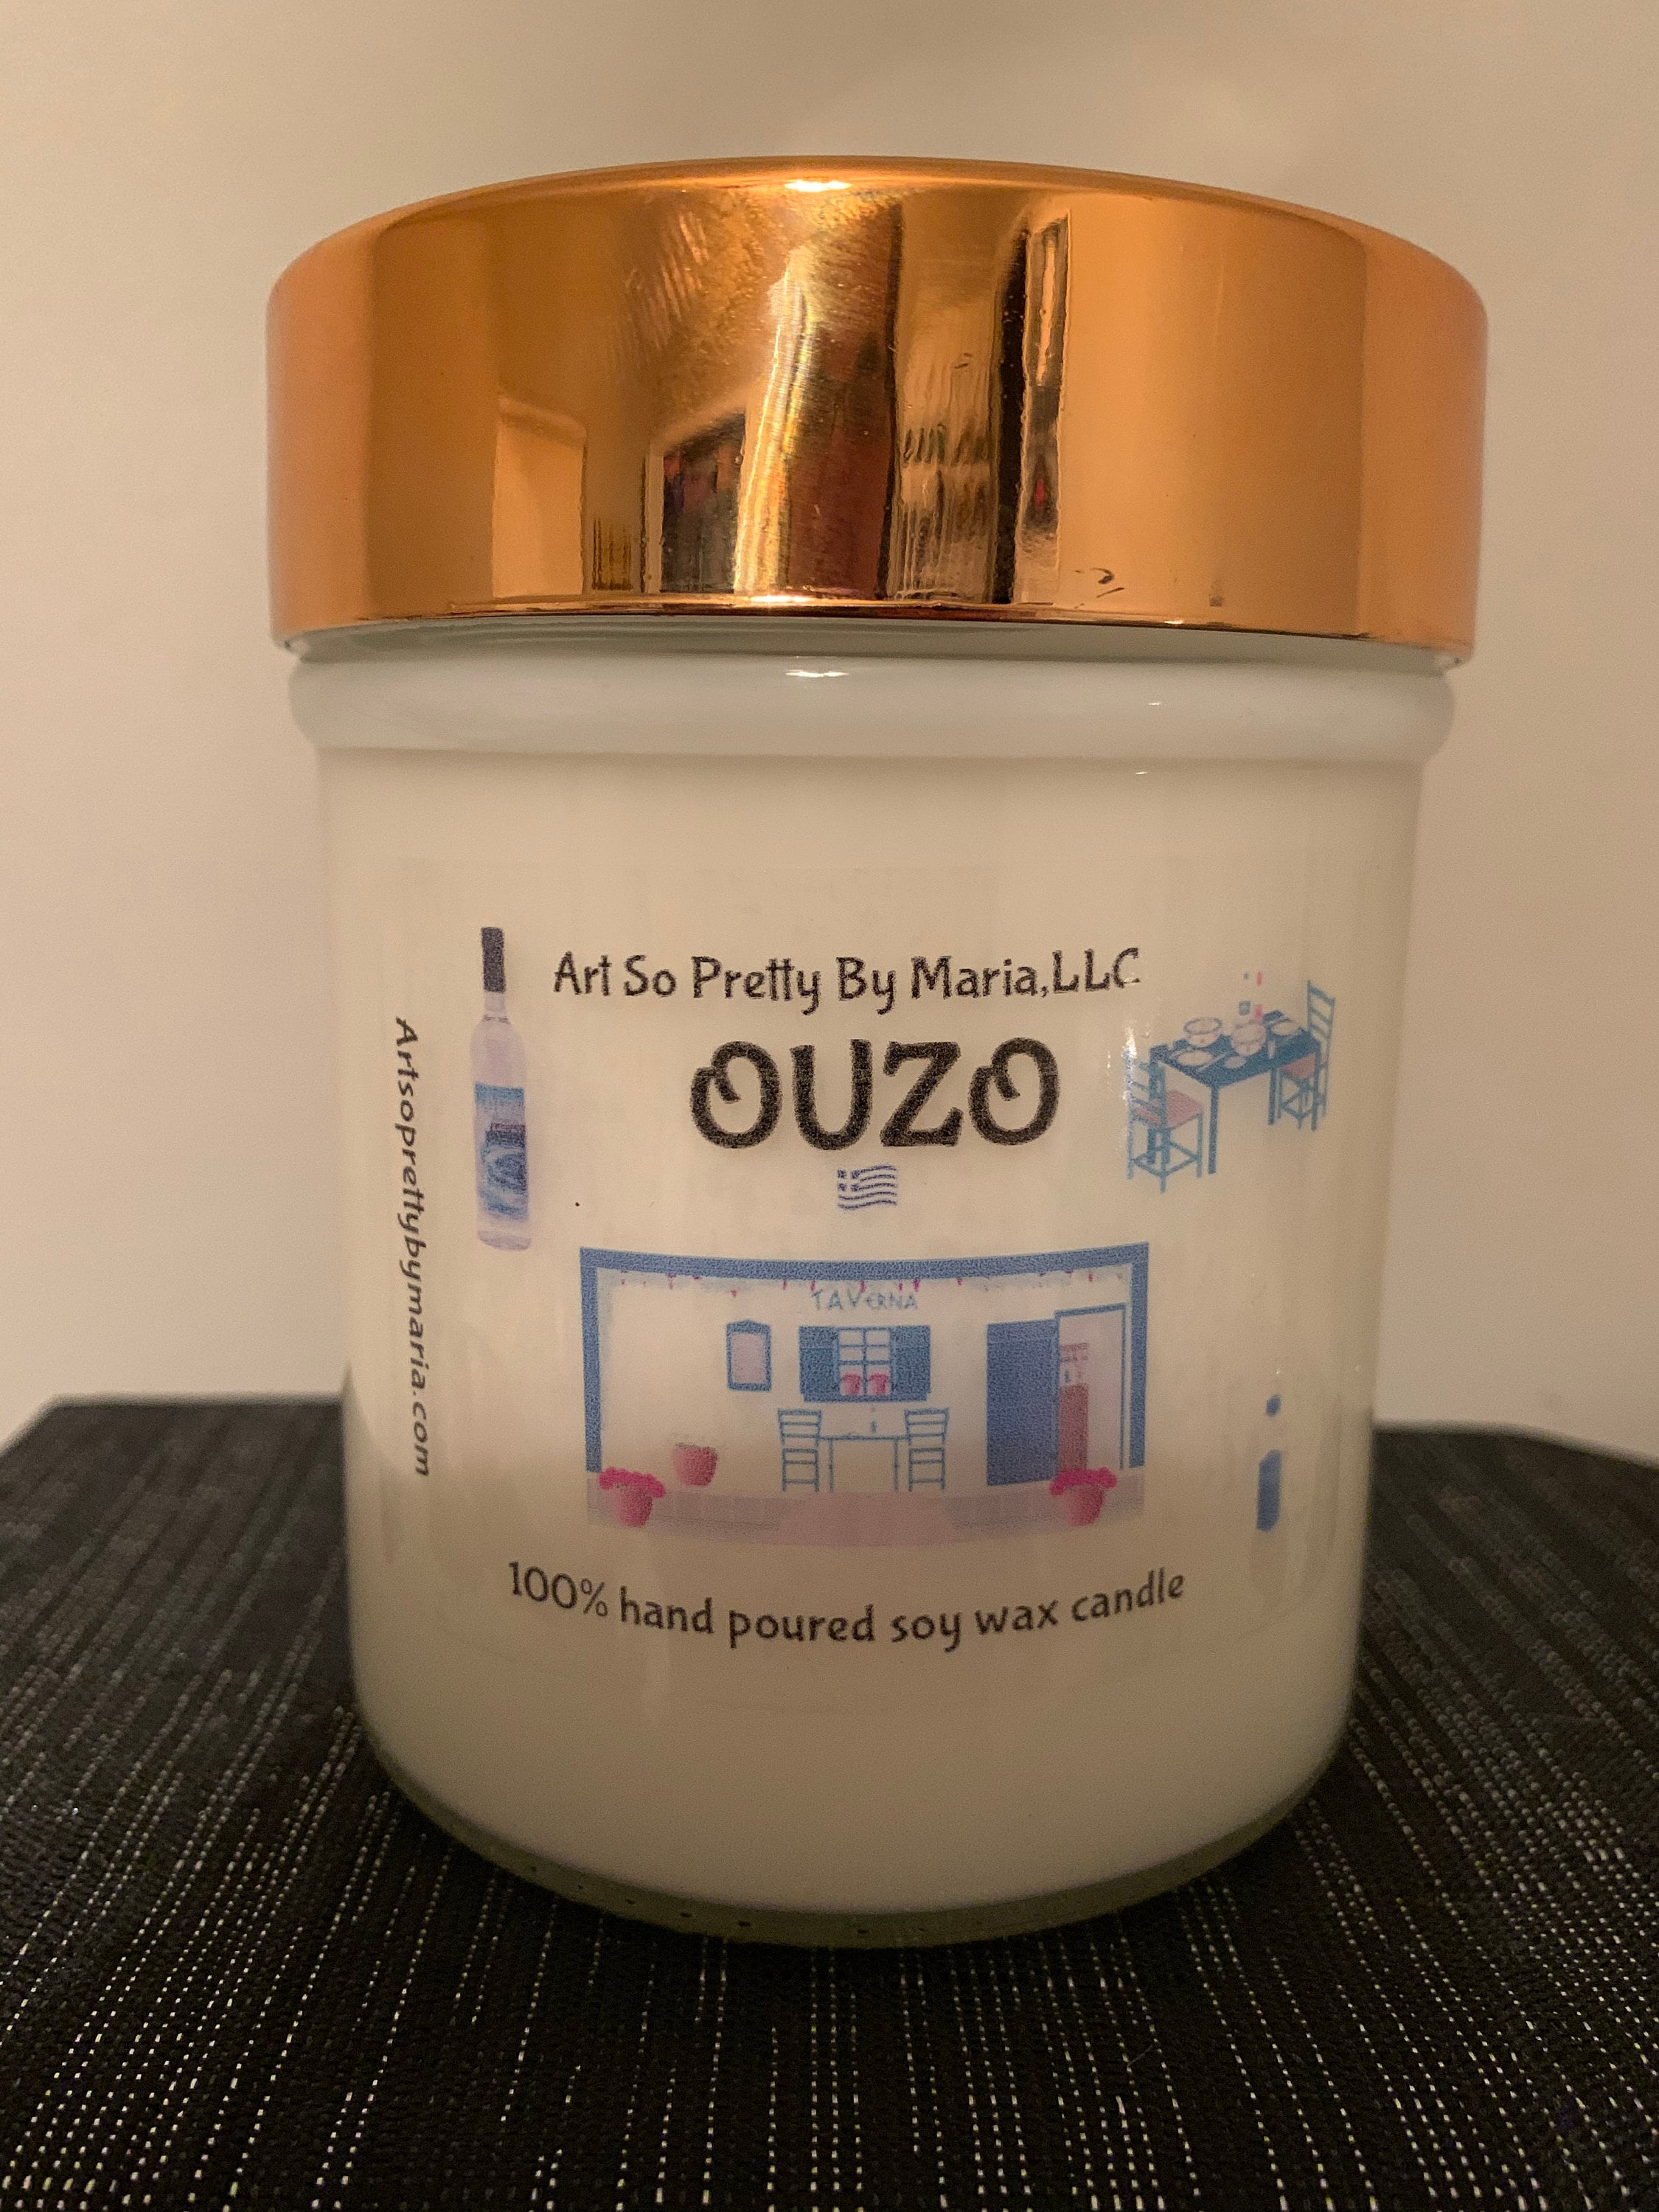 Art So Pretty By Maria,LLC
OUZO
TAVERNA
100% hand poured soy wax candle
Artsoprettybymaria.com